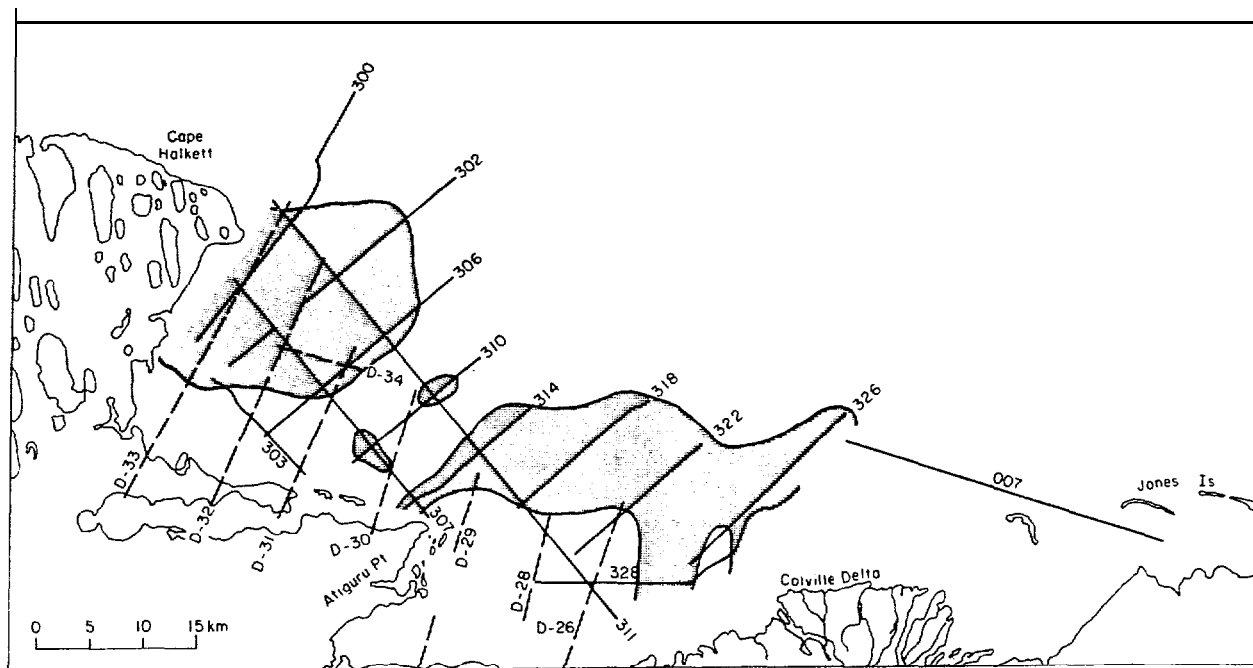 300
Cape
Halkett
302
306
310
D-34
314
318
326
322
303
D-33
007
Jones Is
D-32
307
D-31
D-30
D-29
Atiguru Pt
D-28
328
Colville Delta
D-26
311
0 5 10 15 km